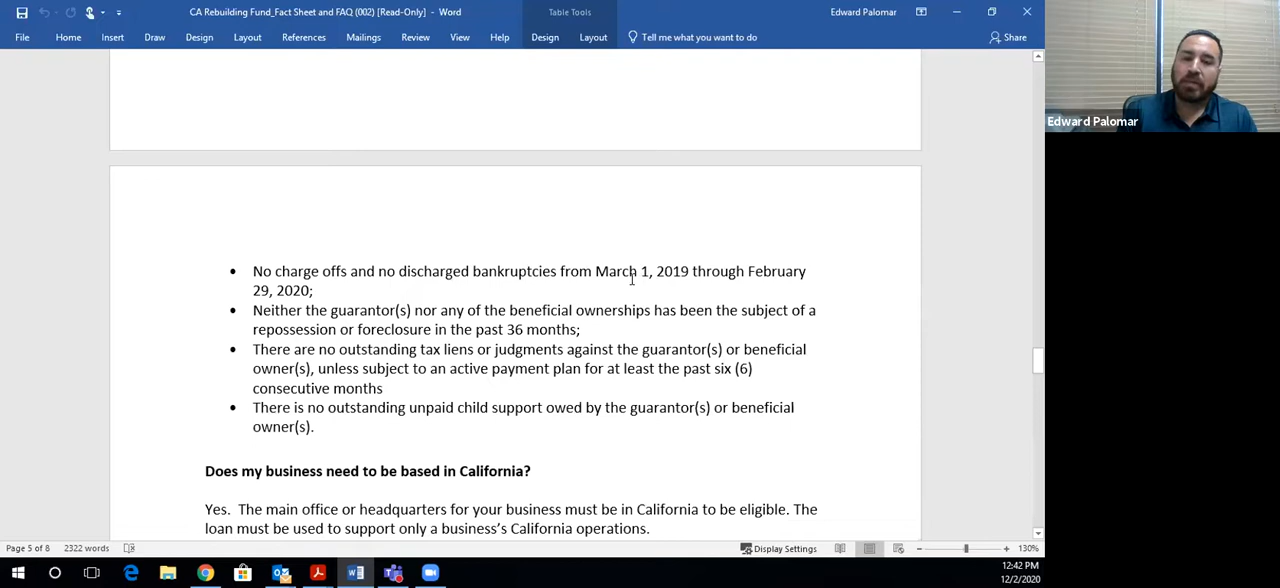 CA Rebuilding Fund_Fact Sheet and FAQ (002) [Read-Only] - Word
Table Tools
Edward Palomar
File Home Insert Draw Design Layout References Mailings Review View Help Design Layout Tell me what you want to do Share
Edward Palomar
• No charge offs and no discharged bankruptcies from March 1, 2019 through February
29, 2020;
• Neither the guarantor(s) nor any of the beneficial ownerships has been the subject of a
repossession or foreclosure in the past 36 months;
• There are no outstanding tax liens or judgments against the guarantor(s) or beneficial
owner(s), unless subject to an active payment plan for at least the past six (6)
consecutive months
• There is no outstanding unpaid child support owed by the guarantor(s) or beneficial
owner(s).
Does my business need to be based in California?
Yes.  The main office or headquarters for your business must be in California to be eligible. The
loan must be used to support only a business's California operations.
Page 5 of 8 2322 words Display Settings 130%
12:42 PM
12/2/2020